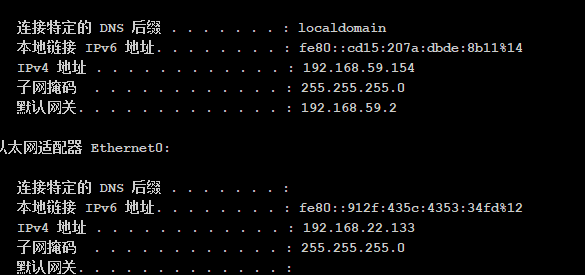 连接特定的 DNS 后缀 . . . . . . . : localdomain
本地链接 IPv6 地址. . . . . . . . : fe80::cd15:207a:dbde:8b11%14
IPv4 地址 . . . . . . . . . . . . : 192.168.59.154
子网掩码  . . . . . . . . . . . . : 255.255.255.0
默认网关. . . . . . . . . . . . . : 192.168.59.2
以太网适配器 Ethernet0:
连接特定的 DNS 后缀 . . . . . . . :
本地链接 IPv6 地址. . . . . . . . : fe80::912f:435c:4353:34fd%12
IPv4 地址 . . . . . . . . . . . . : 192.168.22.133
子网掩码  . . . . . . . . . . . . : 255.255.255.0
默认网关. . . . . . . . . . . . . :